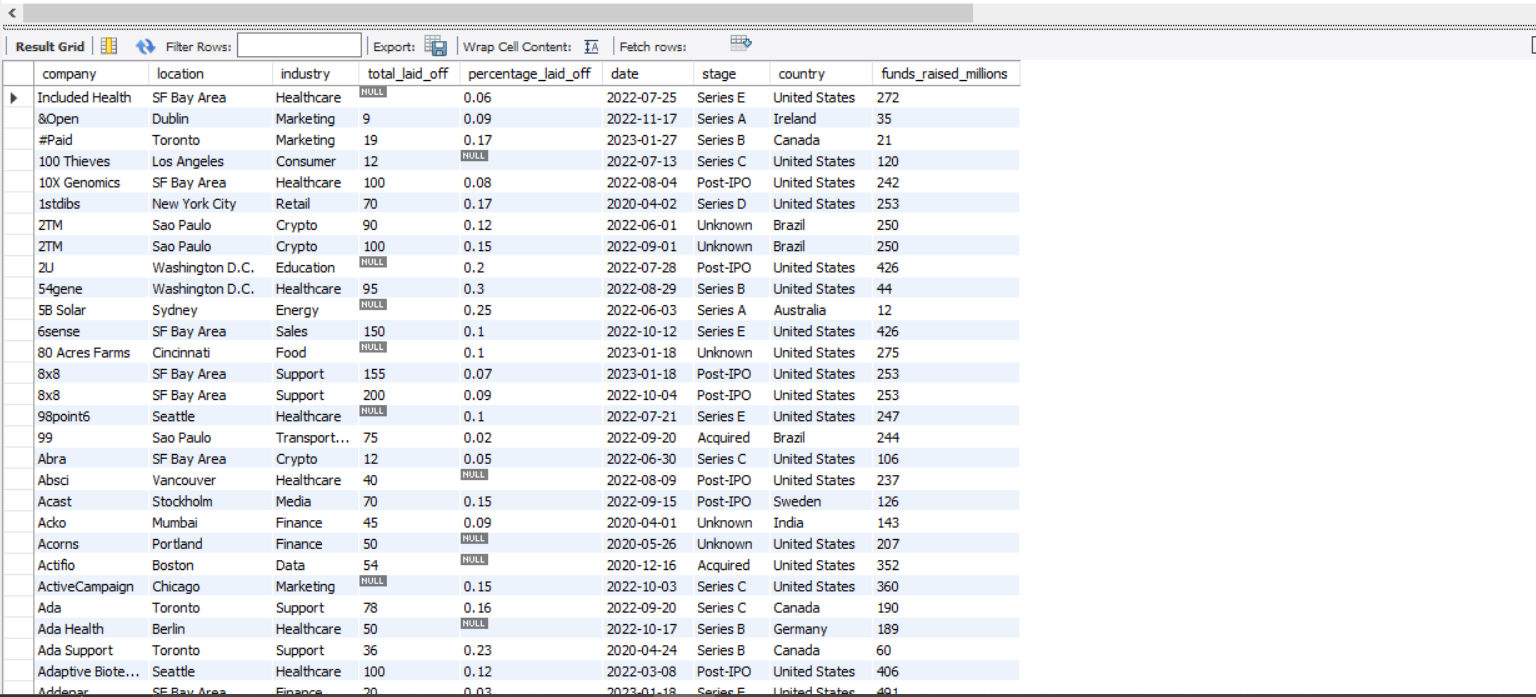 Result Grid Filter Rows: Export: Wrap Cell Content: Fetch rows:
company location industry total_laid_off percentage_laid_off date stage country funds_raised_millions
Included Health SF Bay Area Healthcare NULL 0.06 2022-07-25 Series E United States 272
&Open Dublin Marketing 9 0.09 2022-11-17 Series A Ireland 35
#Paid Toronto Marketing 19 0.17 2023-01-27 Series B Canada 21
100 Thieves Los Angeles Consumer 12 NULL 2022-07-13 Series C United States 120
10X Genomics SF Bay Area Healthcare 100 0.08 2022-08-04 Post-IPO United States 242
1stdibs New York City Retail 70 0.17 2020-04-02 Series D United States 253
2TM Sao Paulo Crypto 90 0.12 2022-06-01 Unknown Brazil 250
2TM Sao Paulo Crypto 100 0.15 2022-09-01 Unknown Brazil 250
2U Washington D.C. Education NULL 0.2 2022-07-28 Post-IPO United States 426
54gene Washington D.C. Healthcare 95 0.3 2022-08-29 Series B United States 44
5B Solar Sydney Energy NULL 0.25 2022-06-03 Series A Australia 12
6sense SF Bay Area Sales 150 0.1 2022-10-12 Series E United States 426
80 Acres Farms Cincinnati Food NULL 0.1 2023-01-18 Unknown United States 275
8x8 SF Bay Area Support 155 0.07 2023-01-18 Post-IPO United States 253
8x8 SF Bay Area Support 200 0.09 2022-10-04 Post-IPO United States 253
98point6 Seattle Healthcare NULL 0.1 2022-07-21 Series E United States 247
99 Sao Paulo Transport... 75 0.02 2022-09-20 Acquired Brazil 244
Abra SF Bay Area Crypto 12 0.05 2022-06-30 Series C United States 106
Absci Vancouver Healthcare 40 NULL 2022-08-09 Post-IPO United States 237
Acast Stockholm Media 70 0.15 2022-09-15 Post-IPO Sweden 126
Acko Mumbai Finance 45 0.09 2020-04-01 Unknown India 143
Acorns Portland Finance 50 NULL 2020-05-26 Unknown United States 207
Actifio Boston Data 54 NULL 2020-12-16 Acquired United States 352
ActiveCampaign Chicago Marketing NULL 0.15 2022-10-03 Series C United States 360
Ada Toronto Support 78 0.16 2022-09-20 Series C Canada 190
Ada Health Berlin Healthcare 50 NULL 2022-10-17 Series B Germany 189
Ada Support Toronto Support 36 0.23 2020-04-24 Series B Canada 60
Adaptive Biote... Seattle Healthcare 100 0.12 2022-03-08 Post-IPO United States 406
Addepar SF Bay Area Finance 20 0.03 2023-01-18 Series F United States 491